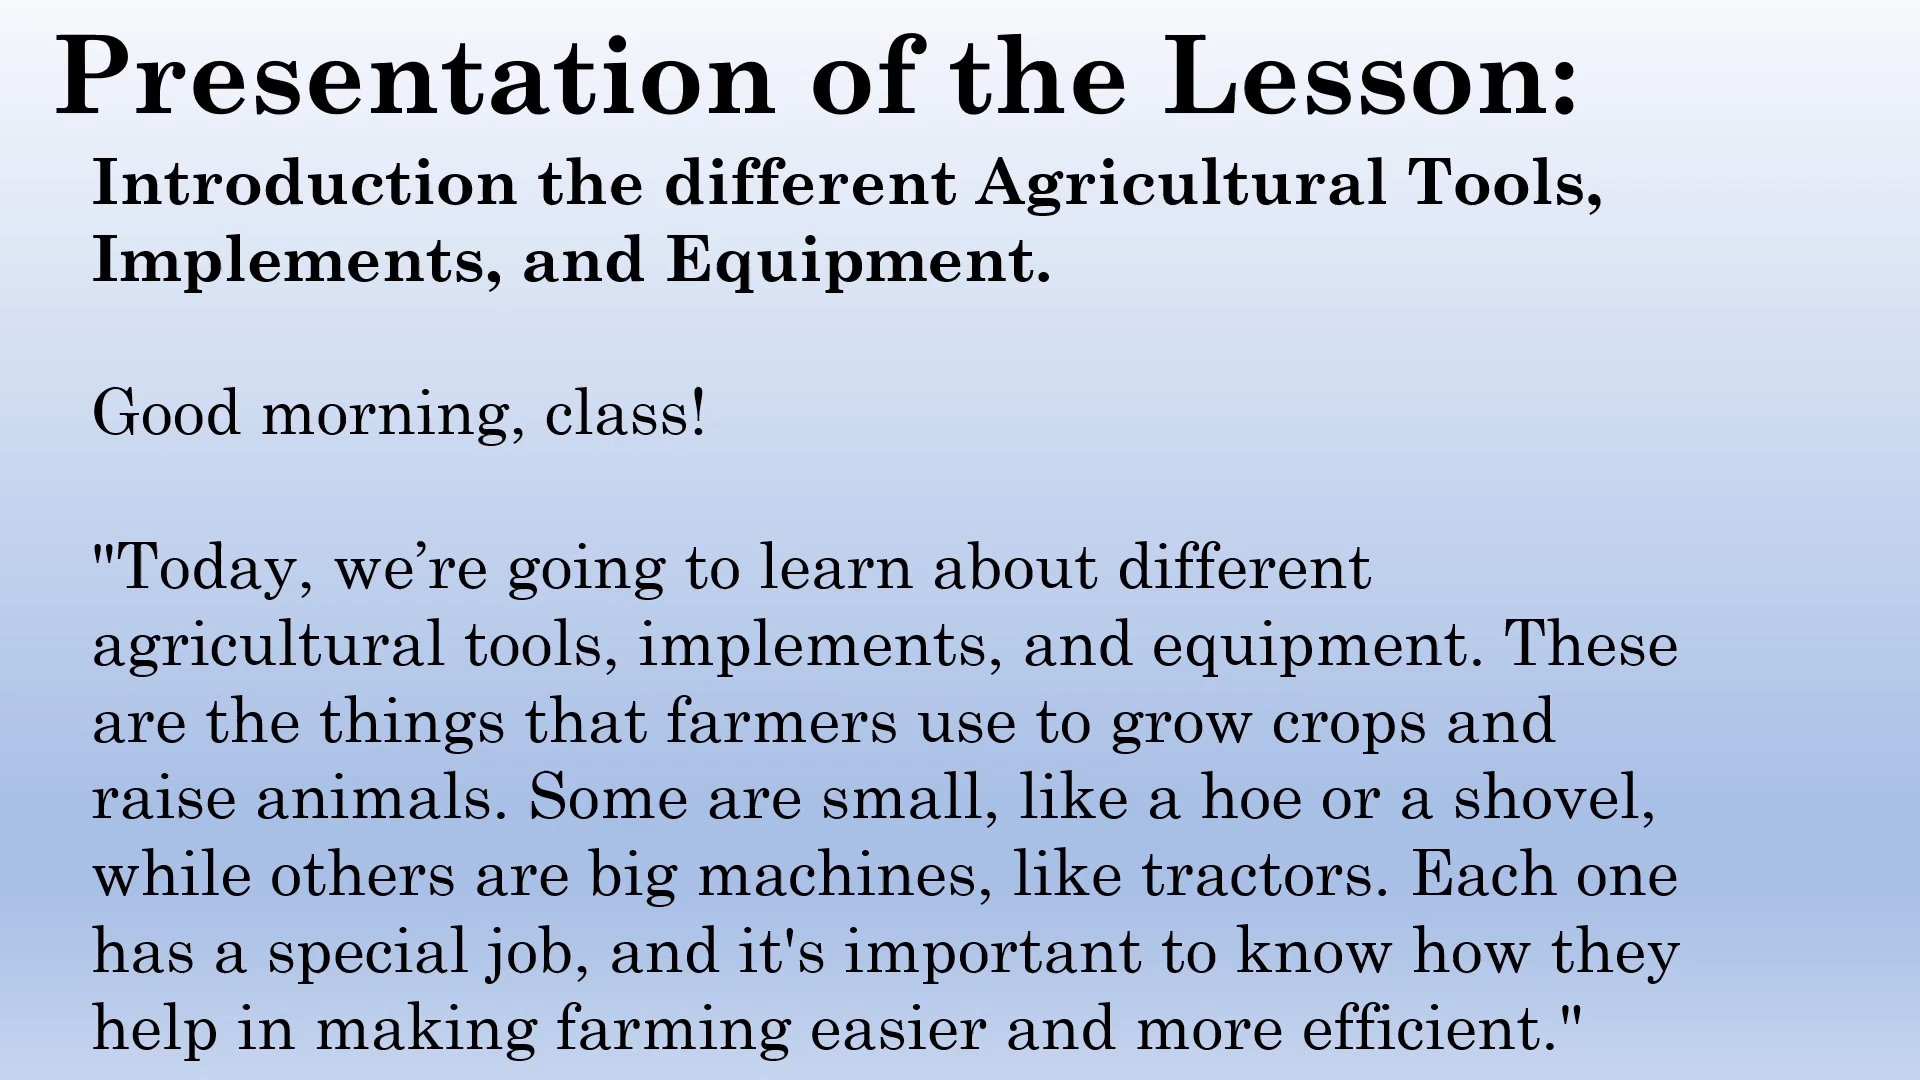 Presentation of the Lesson:
Introduction the different Agricultural Tools,
Implements, and Equipment.
Good morning, class!
"Today, we’re going to learn about different
agricultural tools, implements, and equipment. These
are the things that farmers use to grow crops and
raise animals. Some are small, like a hoe or a shovel,
while others are big machines, like tractors. Each one
has a special job, and it's important to know how they
help in making farming easier and more efficient."